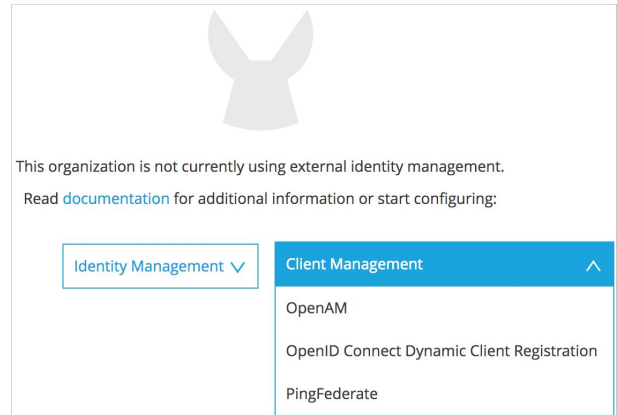 This organization is not currently using external identity management.
Read documentation for additional information or start configuring:
Identity Management
Client Management
OpenAM
OpenID Connect Dynamic Client Registration
PingFederate